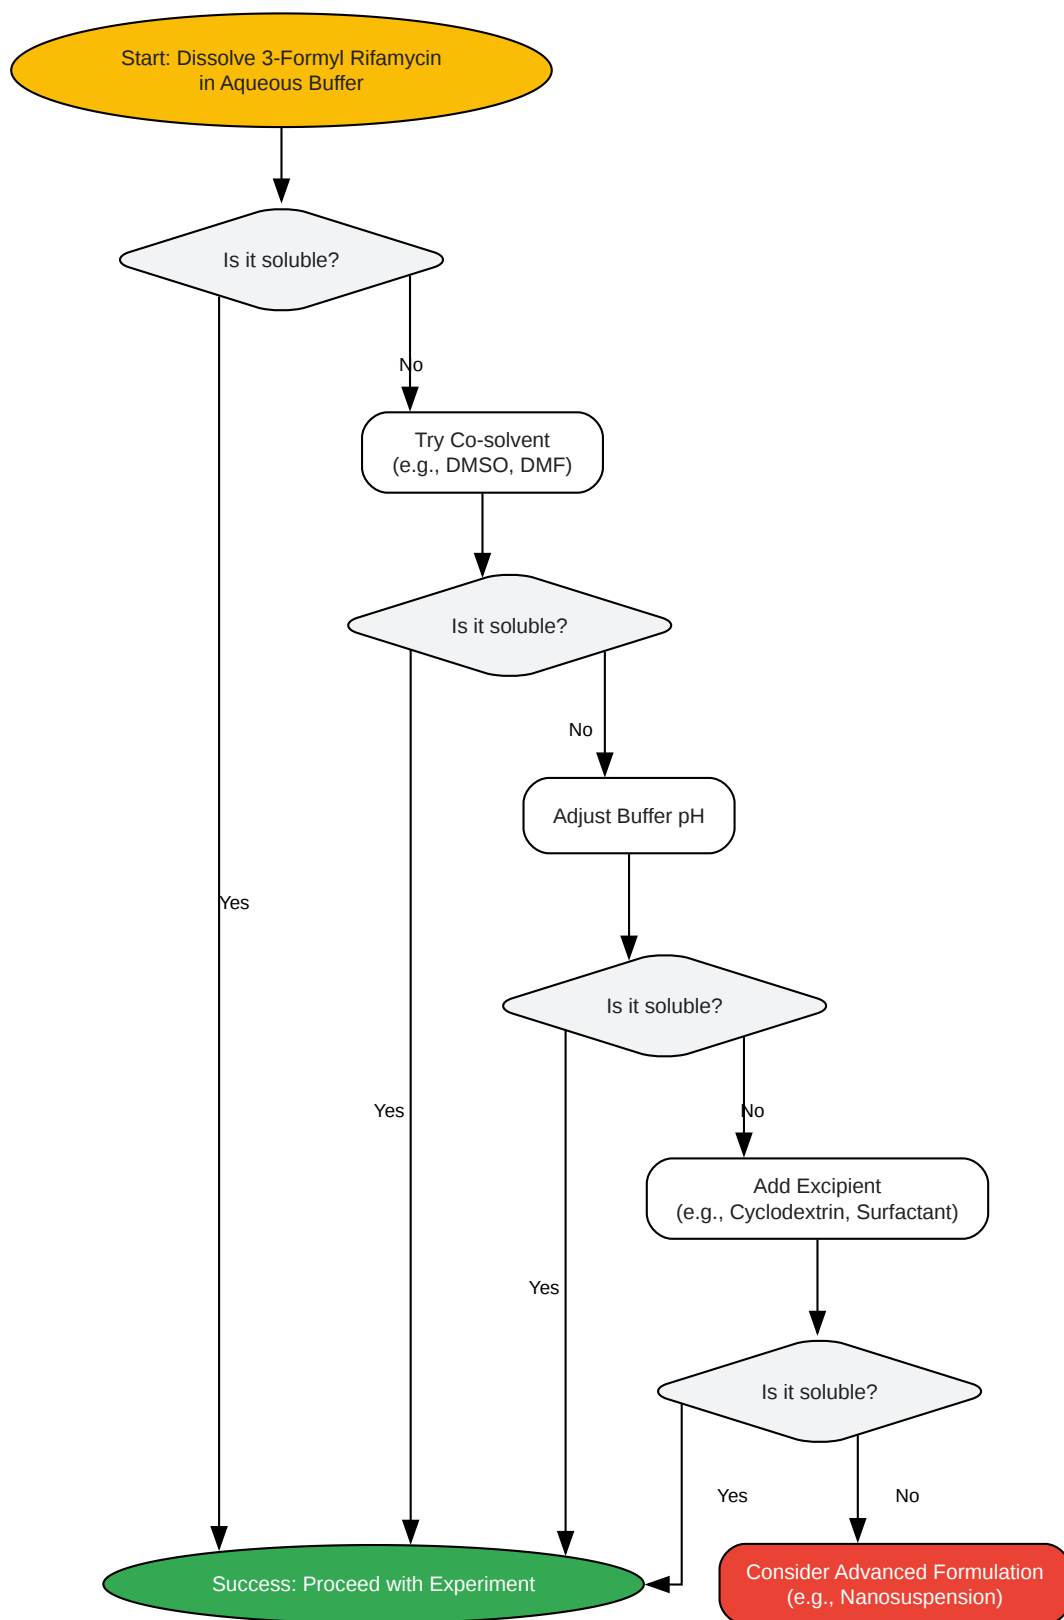 Start: Dissolve 3-Formyl Rifamycin
in Aqueous Buffer
Is it soluble?
No
Try Co-solvent
(e.g., DMSO, DMF)
Is it soluble?
No
Adjust Buffer pH
Yes
Is it soluble?
Yes
No
Add Excipient
(e.g., Cyclodextrin, Surfactant)
Yes
Is it soluble?
Yes
No
Success: Proceed with Experiment
Consider Advanced Formulation
(e.g., Nanosuspension)